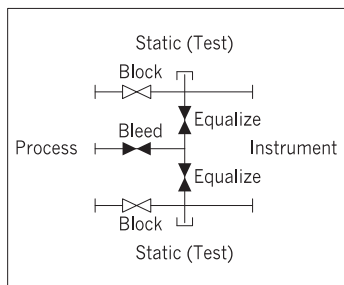 Static (Test)
Block
Equalize
Bleed
Process
Instrument
Equalize
Block
Static (Test)